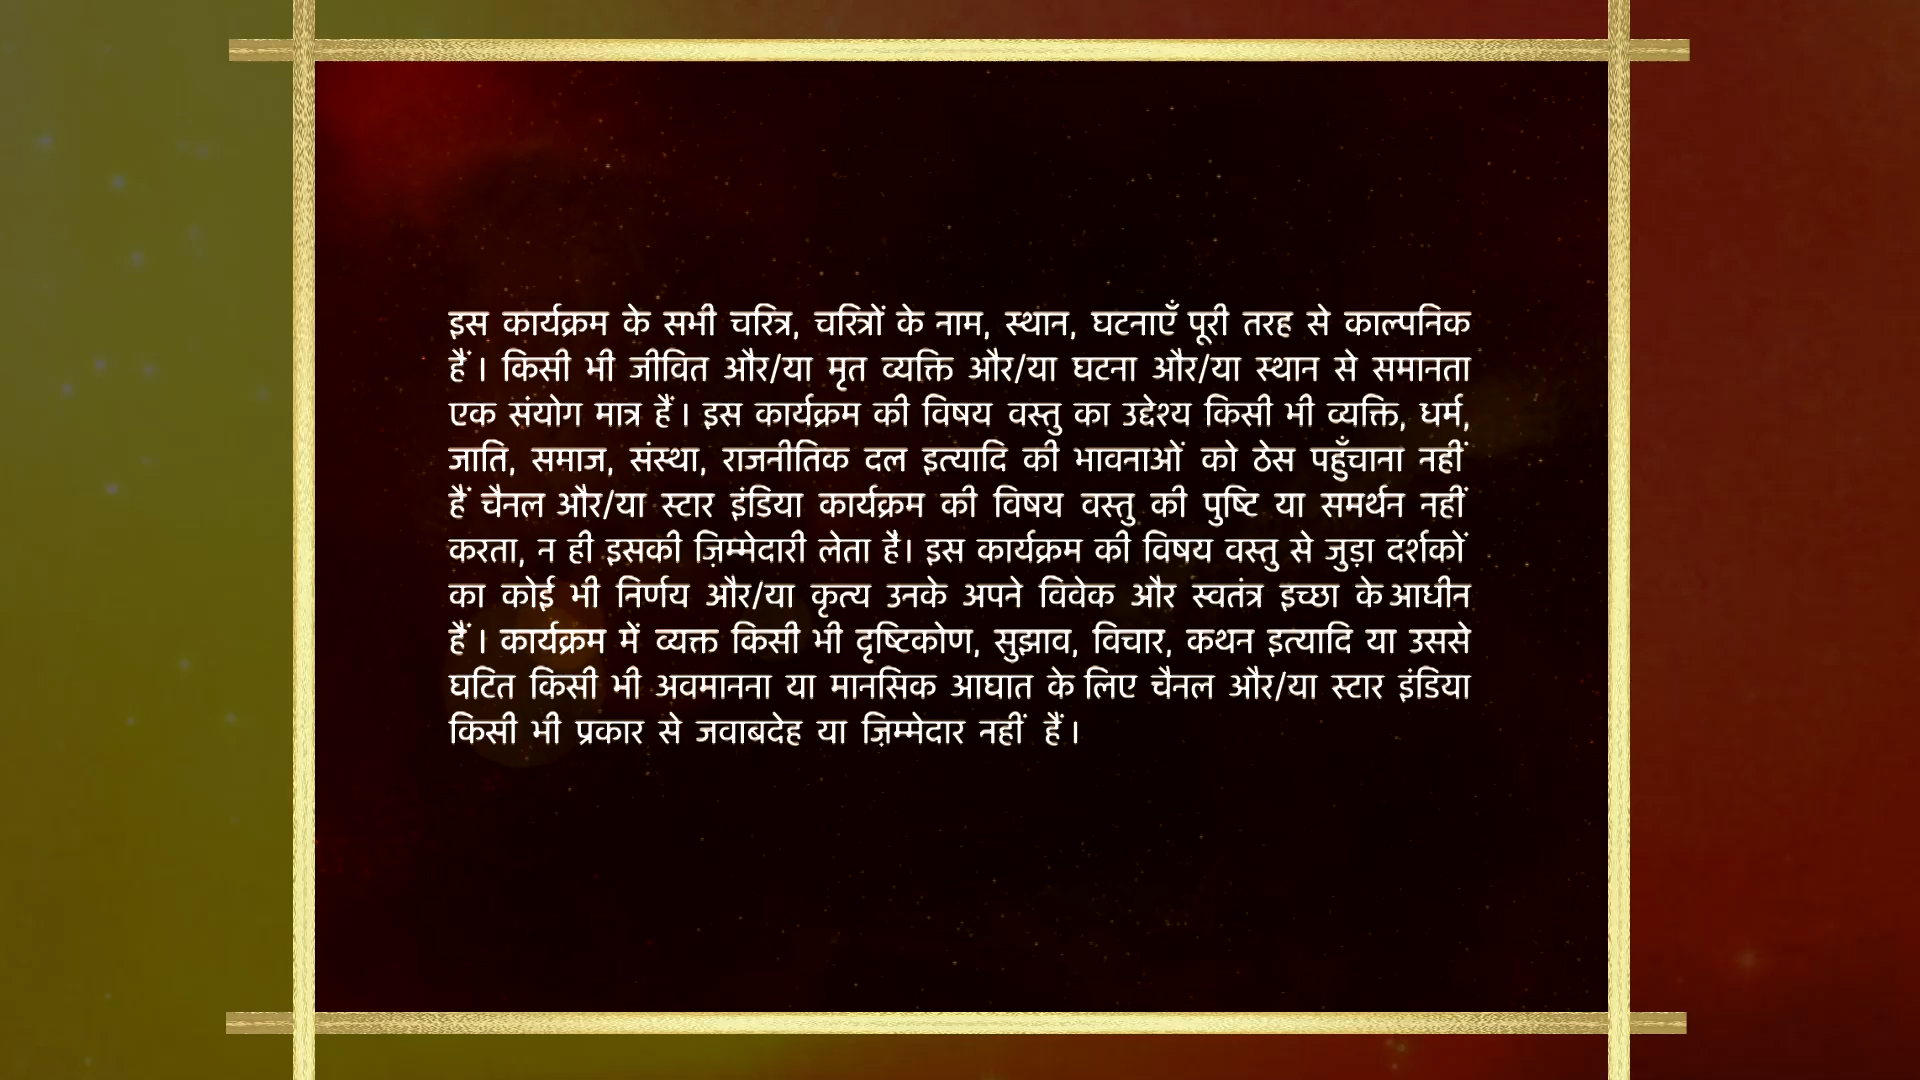 इस कार्यक्रम के सभी चरित्र, चरित्रों के नाम, स्थान, घटनाएँ पूरी तरह से काल्पनिक
हैं । किसी भी जीवित और/या मृत व्यक्ति और/या घटना और/या स्थान से समानता
एक संयोग मात्र हैं । इस कार्यक्रम की विषय वस्तु का उद्देश्य किसी भी व्यक्ति, धर्म,
जाति, समाज, संस्था, राजनीतिक दल इत्यादि की भावनाओं को ठेस पहुँचाना नहीं
हैं चैनल और/या स्टार इंडिया कार्यक्रम की विषय वस्तु की पुष्टि या समर्थन नहीं
करता, न ही इसकी ज़िम्मेदारी लेता है। इस कार्यक्रम की विषय वस्तु से जुड़ा दर्शकों
का कोई भी निर्णय और/या कृत्य उनके अपने विवेक और स्वतंत्र इच्छा के आधीन
हैं । कार्यक्रम में व्यक्त किसी भी दृष्टिकोण, सुझाव, विचार, कथन इत्यादि या उससे
घटित किसी भी अवमानना या मानसिक आघात के लिए चैनल और/या स्टार इंडिया
किसी भी प्रकार से जवाबदेह या ज़िम्मेदार नहीं हैं ।